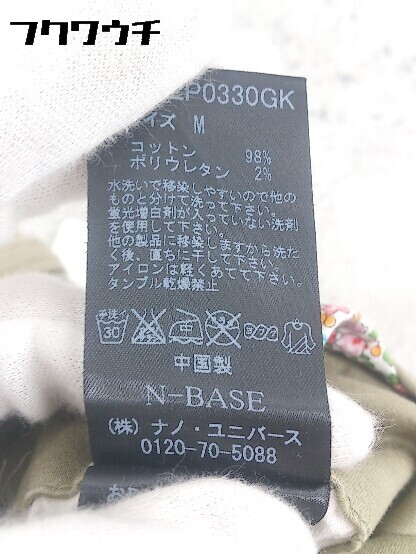 フクワウチ
P0330GK
イズ M
コットン 98%
ポリウレタン 2%
水洗いで移染しやすいので他の
ものと分けて洗って下さい。
蛍光増白剤が入っていない洗剤
を使用して下さい。
他の製品に移染しますから洗た
く後、直ちに干して下さい。
アイロンは軽くあてて下さい。
タンブル乾燥禁止
手洗イ
30
中国製
N-BASE
(株) ナノ・ユニバース
0120-70-5088